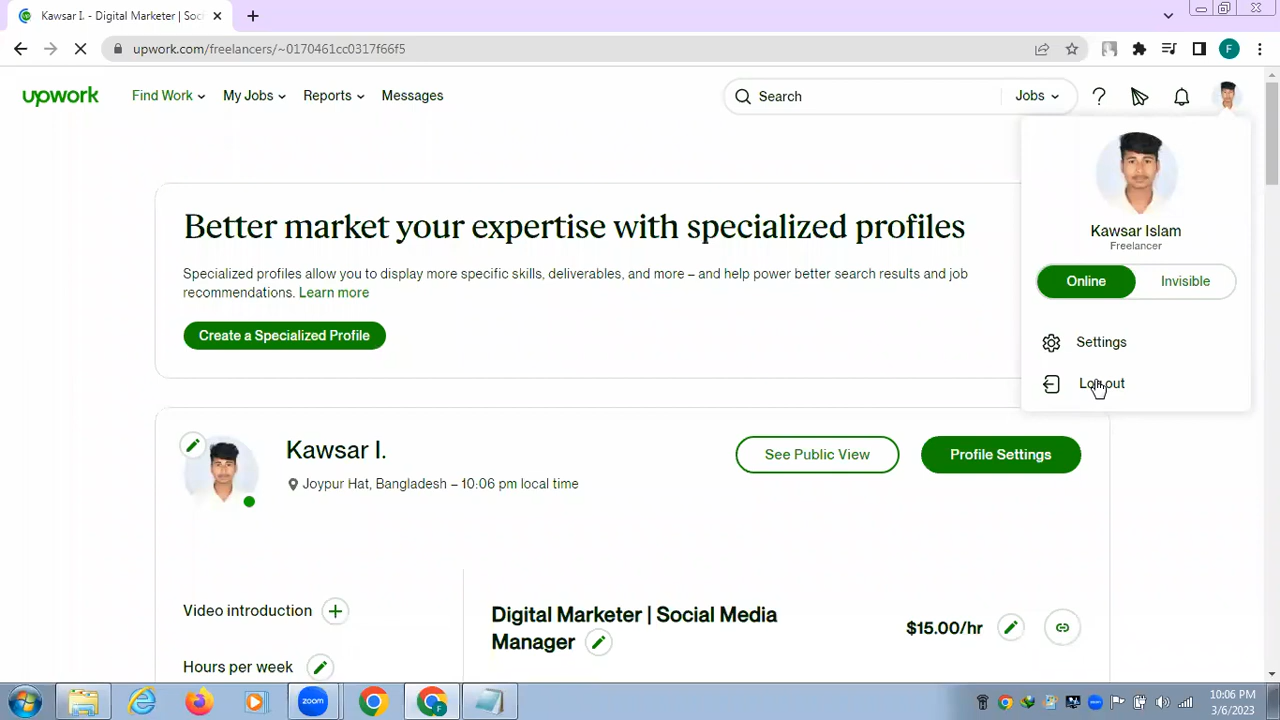 Kawsar I. - Digital Marketer | Soc
upwork.com/freelancers/~0170461cc0317f66f5
F
upwork
Find Work
My Jobs
Reports
Messages
Search
Jobs
Kawsar Islam
Freelancer
Online
Invisible
Settings
Log out
Better market your expertise with specialized profiles
Specialized profiles allow you to display more specific skills, deliverables, and more – and help power better search results and job
recommendations. Learn more
Create a Specialized Profile
Kawsar I.
Joypur Hat, Bangladesh – 10:06 pm local time
See Public View
Profile Settings
Video introduction
Hours per week
Digital Marketer | Social Media
Manager
$15.00/hr
zoom
F
10:06 PM
3/6/2023